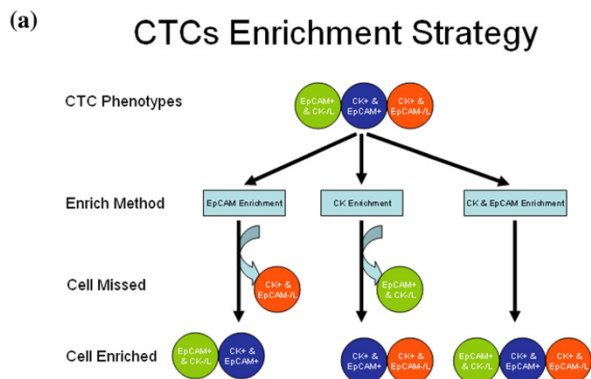 (a)
CTCs Enrichment Strategy
CTC Phenotypes
EpCAM+
& CK-/L
CK+ &
EpCAM+
CK+ &
EpCAM-/L
Enrich Method
EpCAM Enrichment
CK Enrichment
CK & EpCAM Enrichment
Cell Missed
CK+ &
EpCAM-/L
EpCAM+
& CK-/L
Cell Enriched
EpCAM+
& CK-/L
CK+ &
EpCAM+
CK+ &
EpCAM+
CK+ &
EpCAM-/L
EpCAM+
& CK-/L
CK+ &
EpCAM+
CK+ &
EpCAM-/L